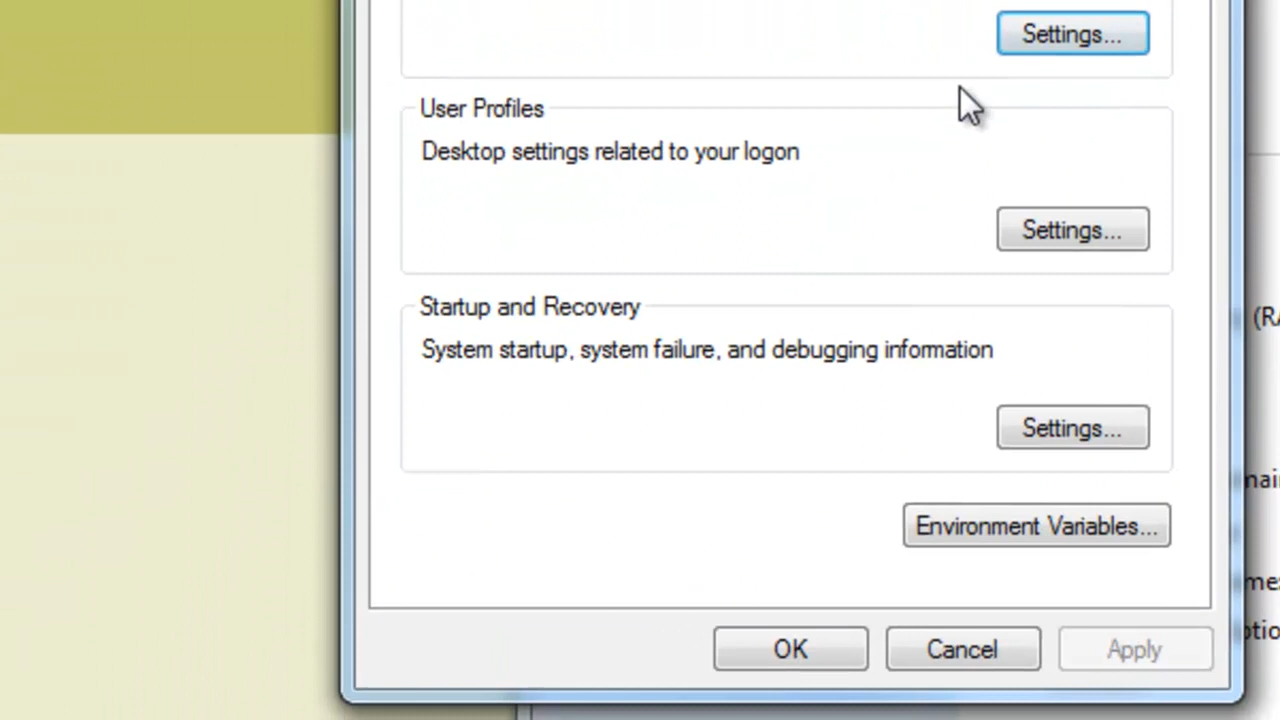 Settings...
User Profiles
Desktop settings related to your logon
Settings...
(RA
Startup and Recovery
System startup, system failure, and debugging information
Settings...
Environment Variables...
OK
Cancel
Apply